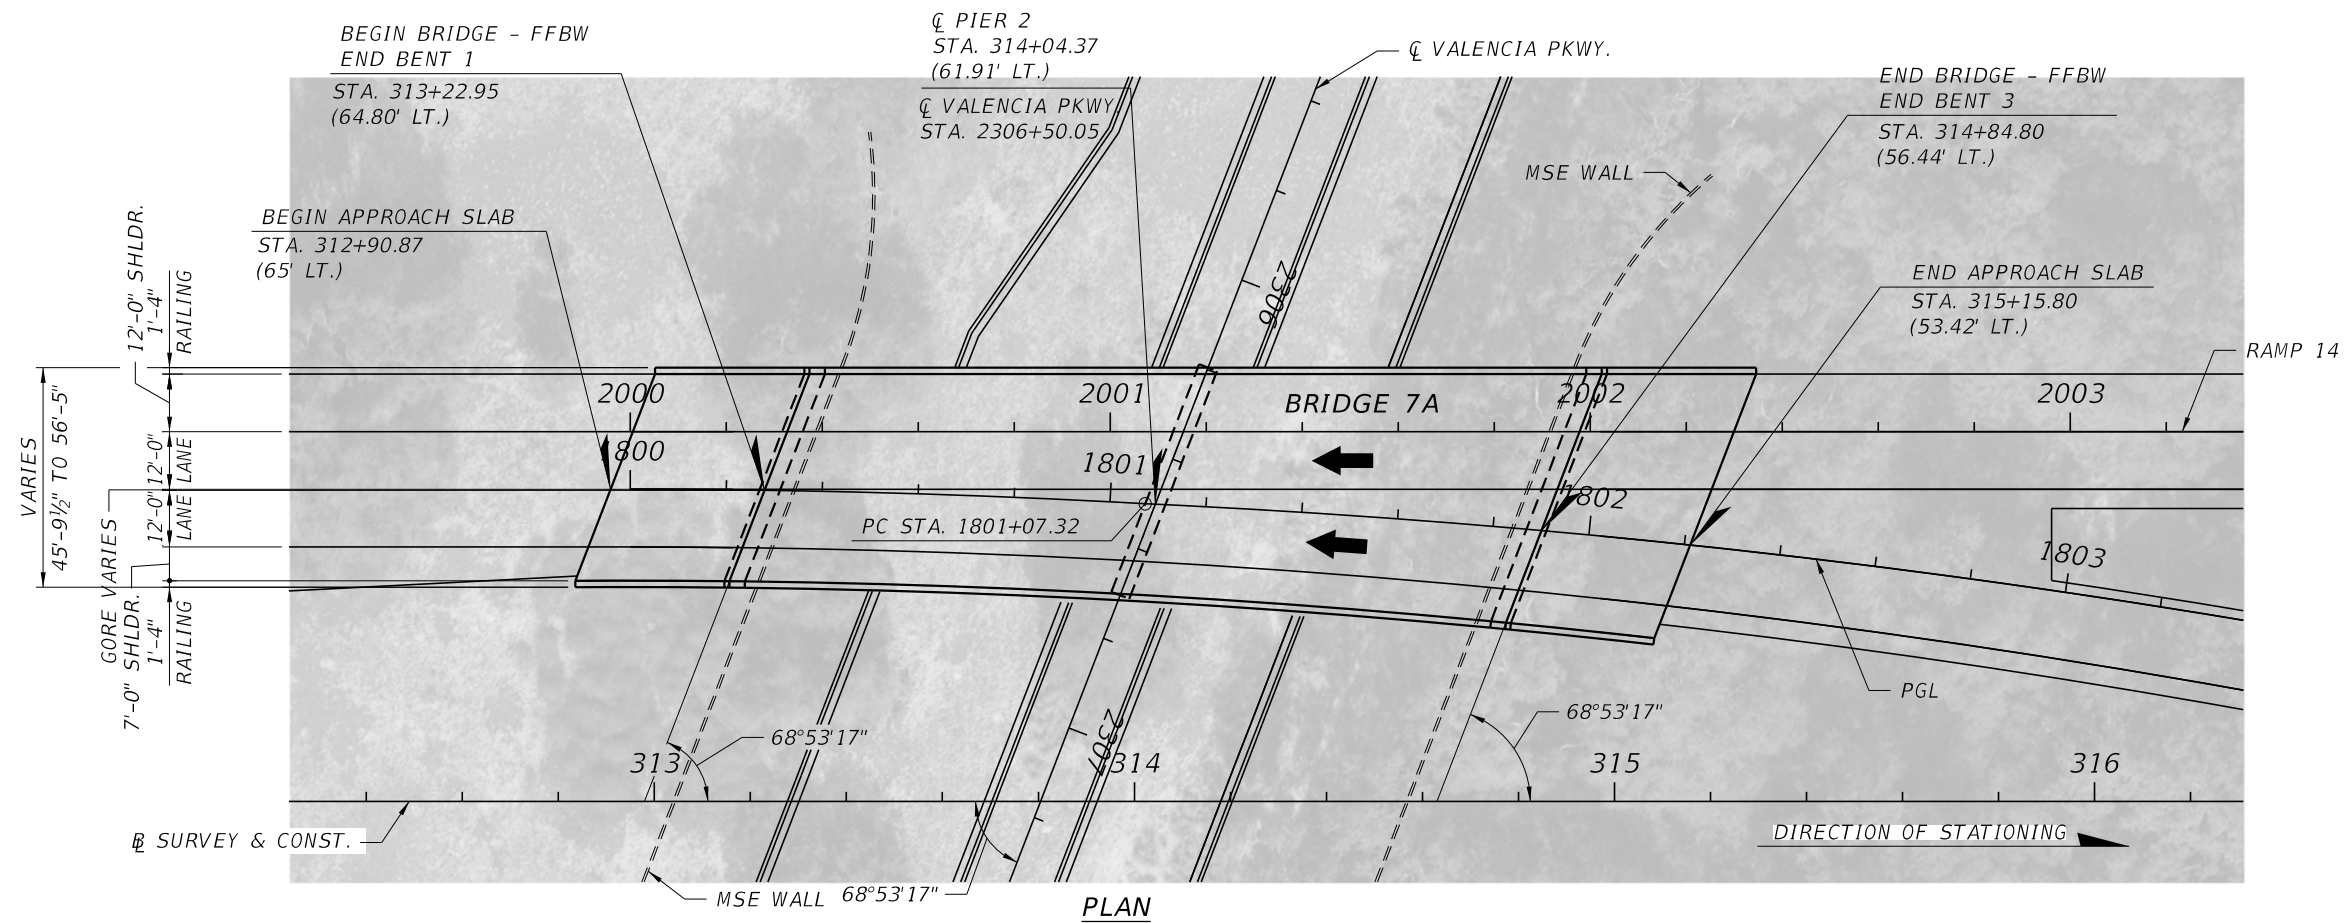 BEGIN BRIDGE - FFBW
END BENT 1
STA. 313+22.95
(64.80' LT.)
℄ PIER 2
STA. 314+04.37
(61.91' LT.)
℄ VALENCIA PKWY
STA. 2306+50.05
℄ VALENCIA PKWY.
END BRIDGE - FFBW
END BENT 3
STA. 314+84.80
(56.44' LT.)
MSE WALL
BEGIN APPROACH SLAB
STA. 312+90.87
(65' LT.)
END APPROACH SLAB
STA. 315+15.80
(53.42' LT.)
RAMP 14
12'-0" SHLDR.
1'-4"
RAILING
VARIES
45'-9½" TO 56'-5"
12'-0"
LANE
12'-0"
LANE
GORE VARIES
7'-0" SHLDR.
1'-4"
RAILING
2306
2000
2001
BRIDGE 7A
2002
2003
1800
1801
1802
1803
PC STA. 1801+07.32
PGL
68°53'17"
68°53'17"
2307
313
314
315
316
DIRECTION OF STATIONING
℄ SURVEY & CONST.
MSE WALL
68°53'17"
PLAN